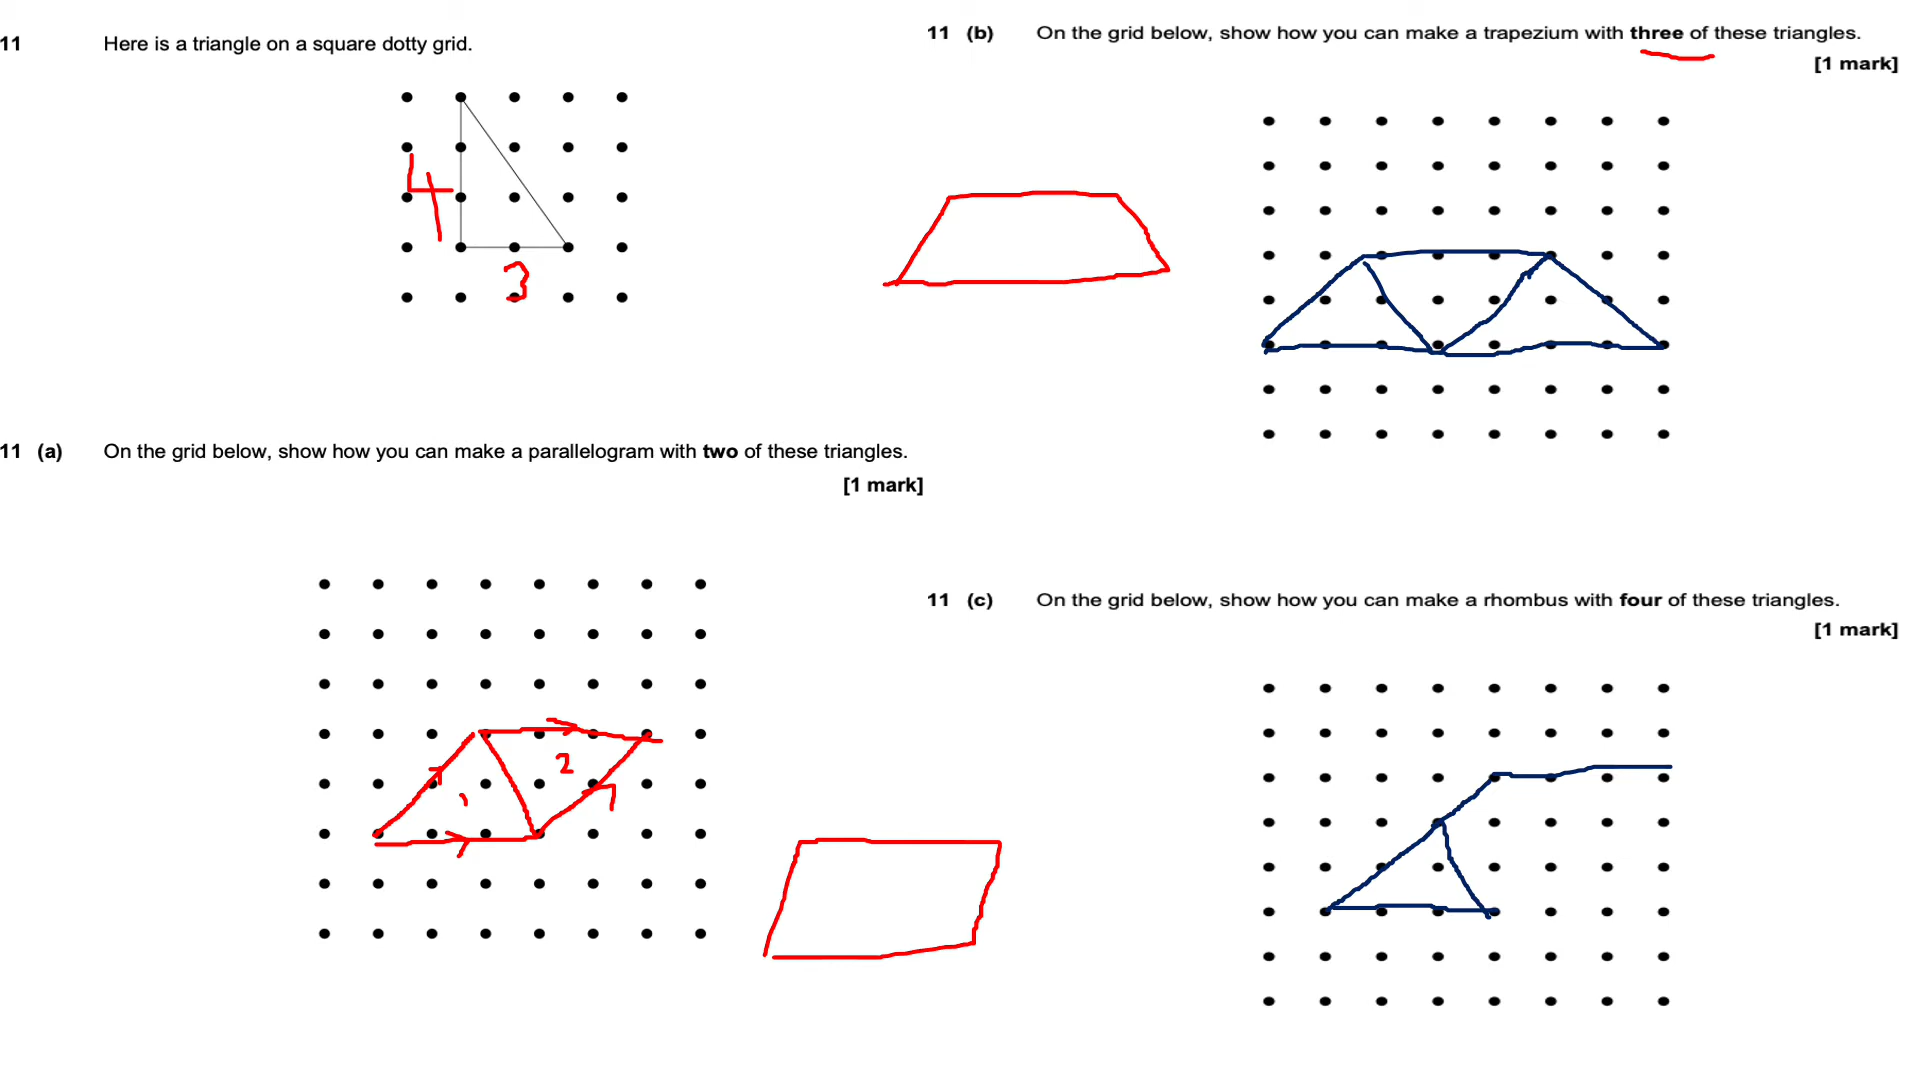 11 Here is a triangle on a square dotty grid.
4
3
11 (a) On the grid below, show how you can make a parallelogram with two of these triangles.
[1 mark]
1
2
11 (b) On the grid below, show how you can make a trapezium with three of these triangles.
[1 mark]
11 (c) On the grid below, show how you can make a rhombus with four of these triangles.
[1 mark]